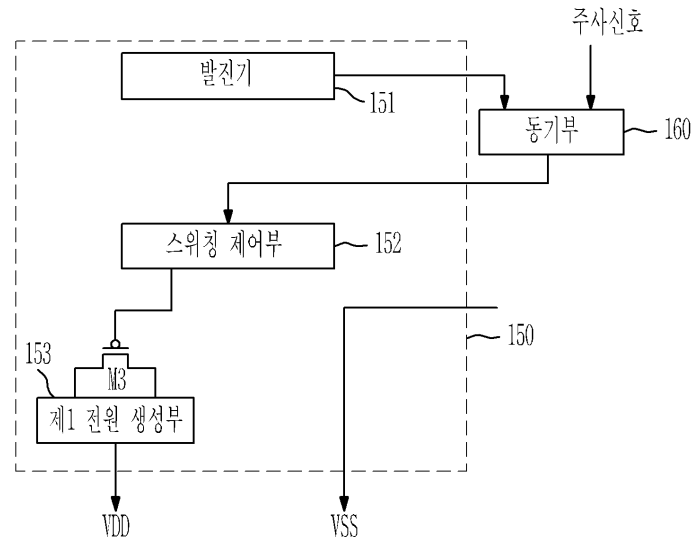 주사신호
발진기
151
동기부
160
스위칭 제어부
152
150
153
M3
제1 전원 생성부
VDD
VSS